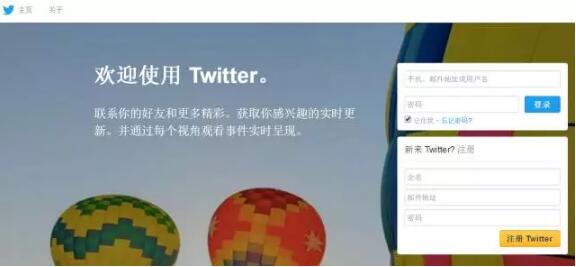 主页 关于
欢迎使用 Twitter。
联系你的好友和更多精彩。获取你感兴趣的实时更
新。并通过每个视角观看事件实时呈现。
手机、邮件地址或用户名
密码
登录
记住我 · 忘记密码?
新来 Twitter? 注册
全名
邮件地址
密码
注册 Twitter